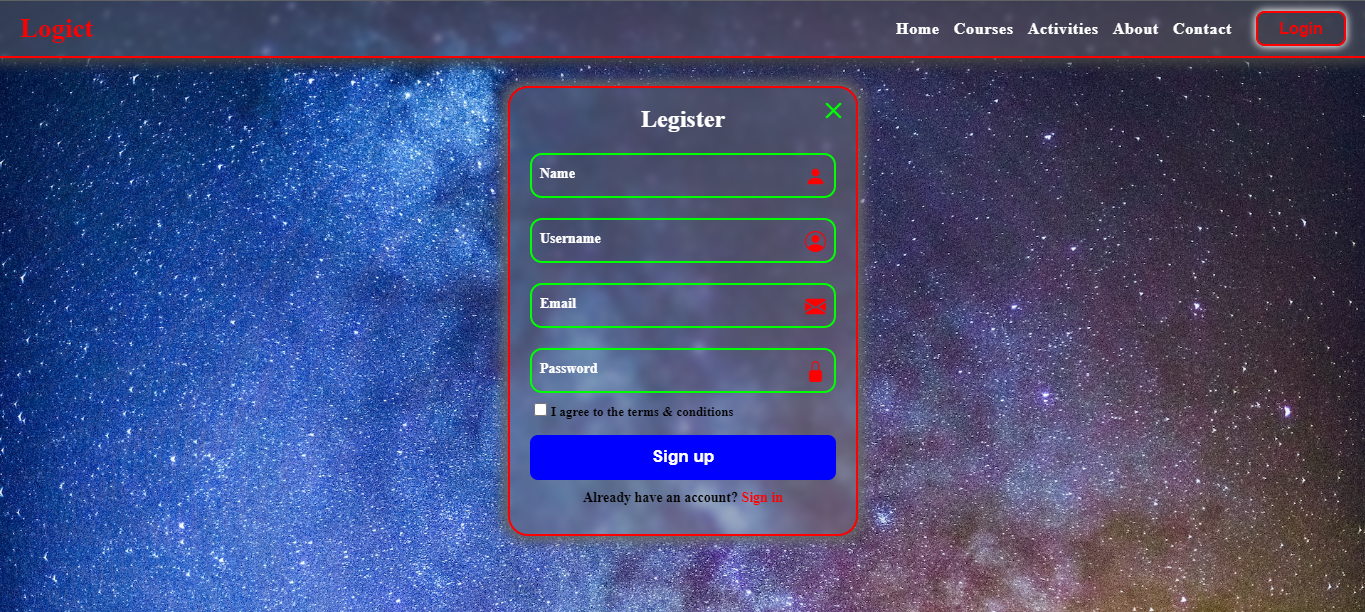 Logict
Home Courses Activities About Contact Login
Legister
Name
Username
Email
Password
I agree to the terms & conditions
Sign up
Already have an account? Sign in